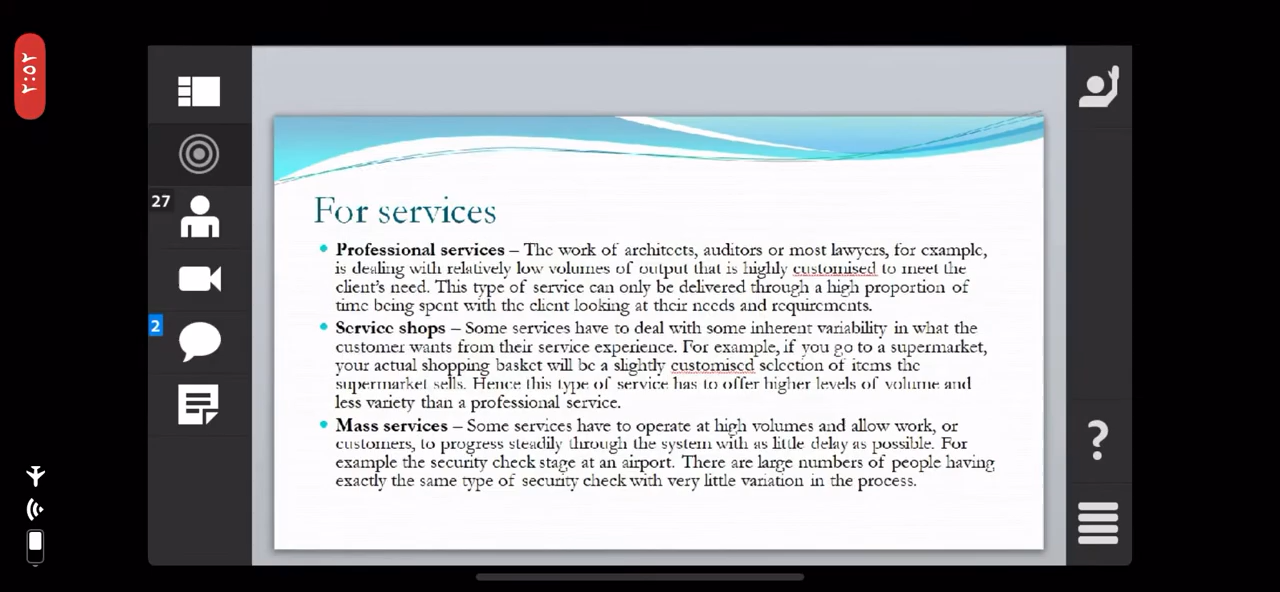 ٢:٥٢
27
2
For services
Professional services – The work of architects, auditors or most lawyers, for example,
is dealing with relatively low volumes of output that is highly customised to meet the
client's need. This type of service can only be delivered through a high proportion of
time being spent with the client looking at their needs and requirements.
Service shops – Some services have to deal with some inherent variability in what the
customer wants from their service experience. For example, if you go to a supermarket,
your actual shopping basket will be a slightly customised selection of items the
supermarket sells. Hence this type of service has to offer higher levels of volume and
less variety than a professional service.
Mass services – Some services have to operate at high volumes and allow work, or
customers, to progress steadily through the system with as little delay as possible. For
example the security check stage at an airport. There are large numbers of people having
exactly the same type of security check with very little variation in the process.
?